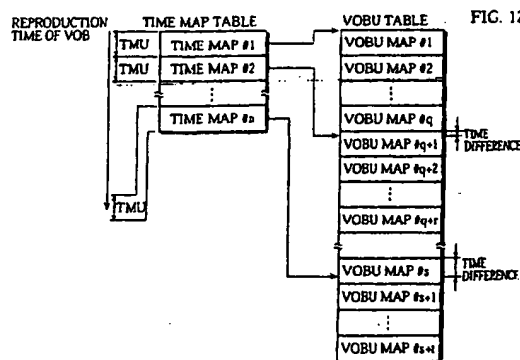 REPRODUCTION
TIME OF VOB
TIME MAP TABLE
TMU
TIME MAP #1
TMU
TIME MAP #2
TIME MAP #n
TMU
VOBU TABLE
FIG. 12
VOBU MAP #1
VOBU MAP #2
VOBU MAP #q
VOBU MAP #q+1
VOBU MAP #q+2
VOBU MAP #q+r
TIME
DIFFERENCE
VOBU MAP #s
VOBU MAP #s+1
VOBU MAP #s+t
TIME
DIFFERENCE